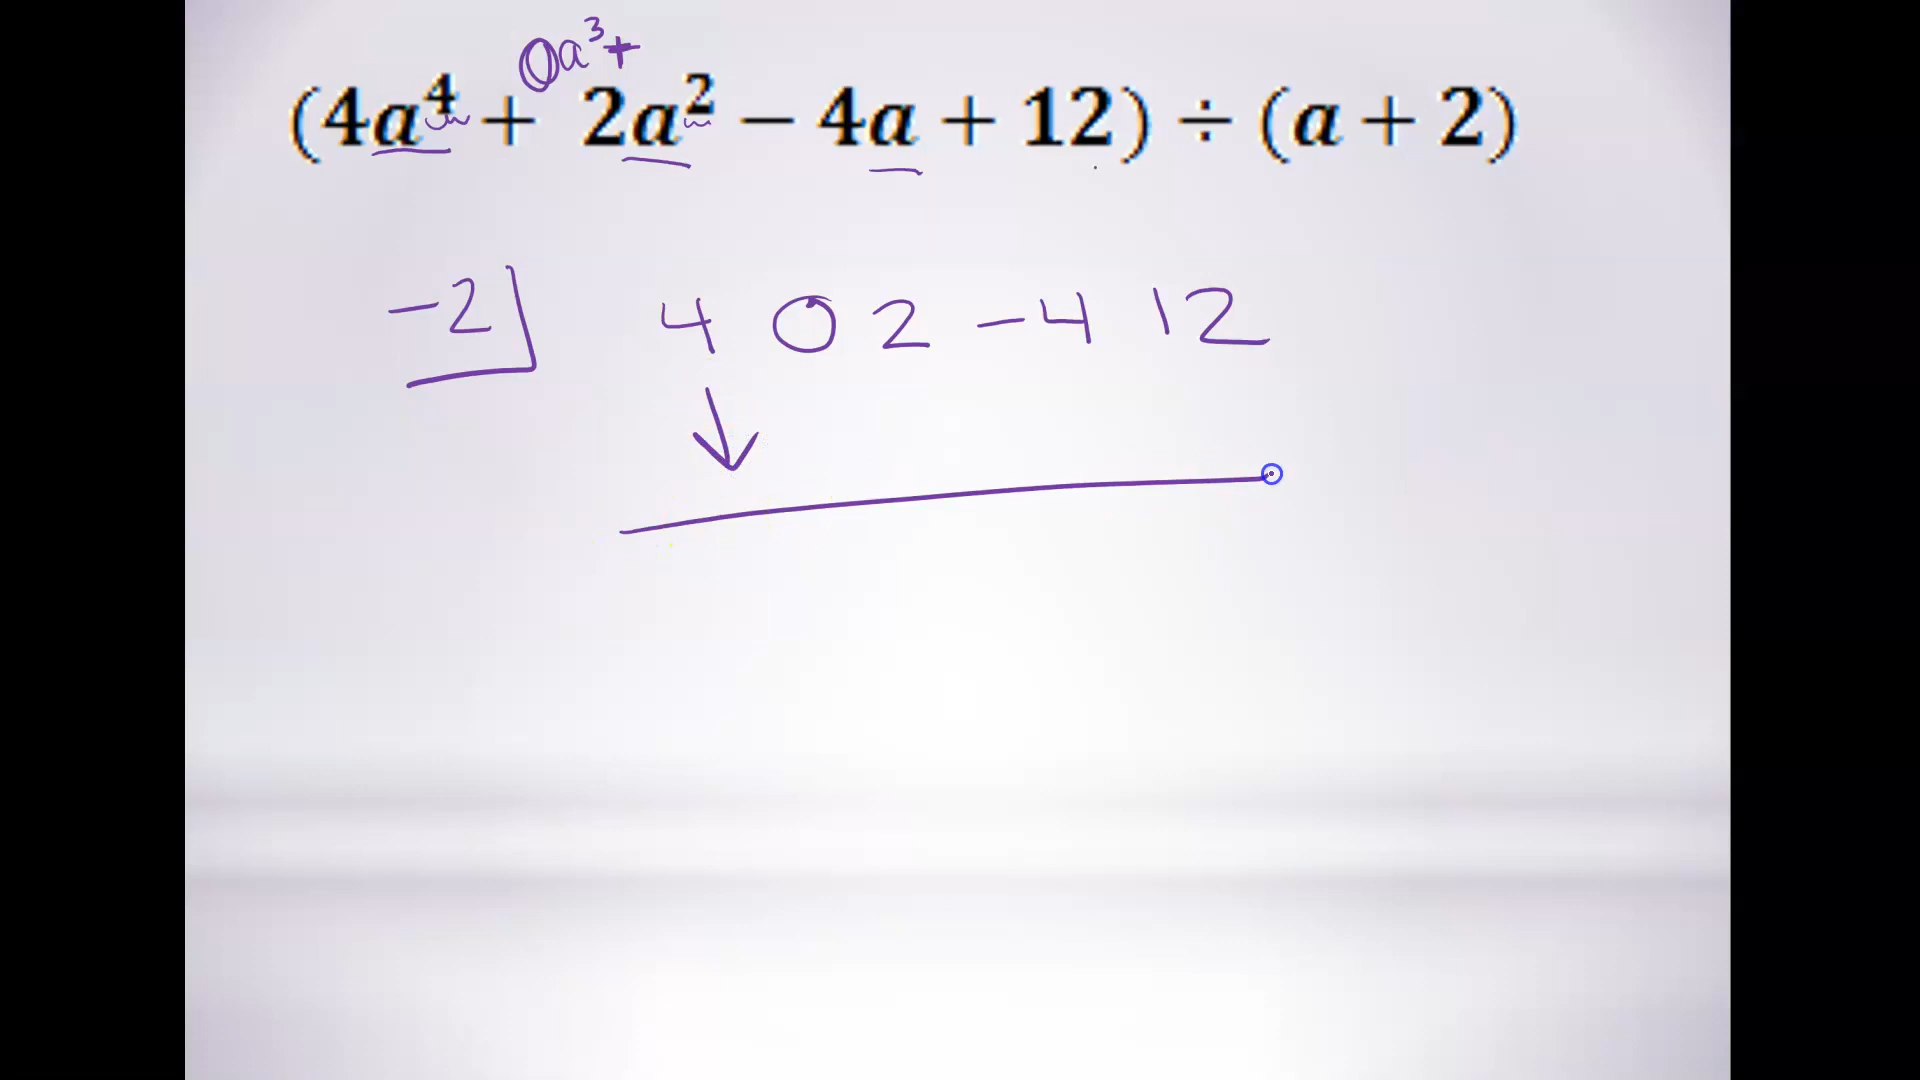 0a³+
(4a⁴ + 2a² − 4a + 12) ÷ (a + 2)
-2 4 0 2 -4 12